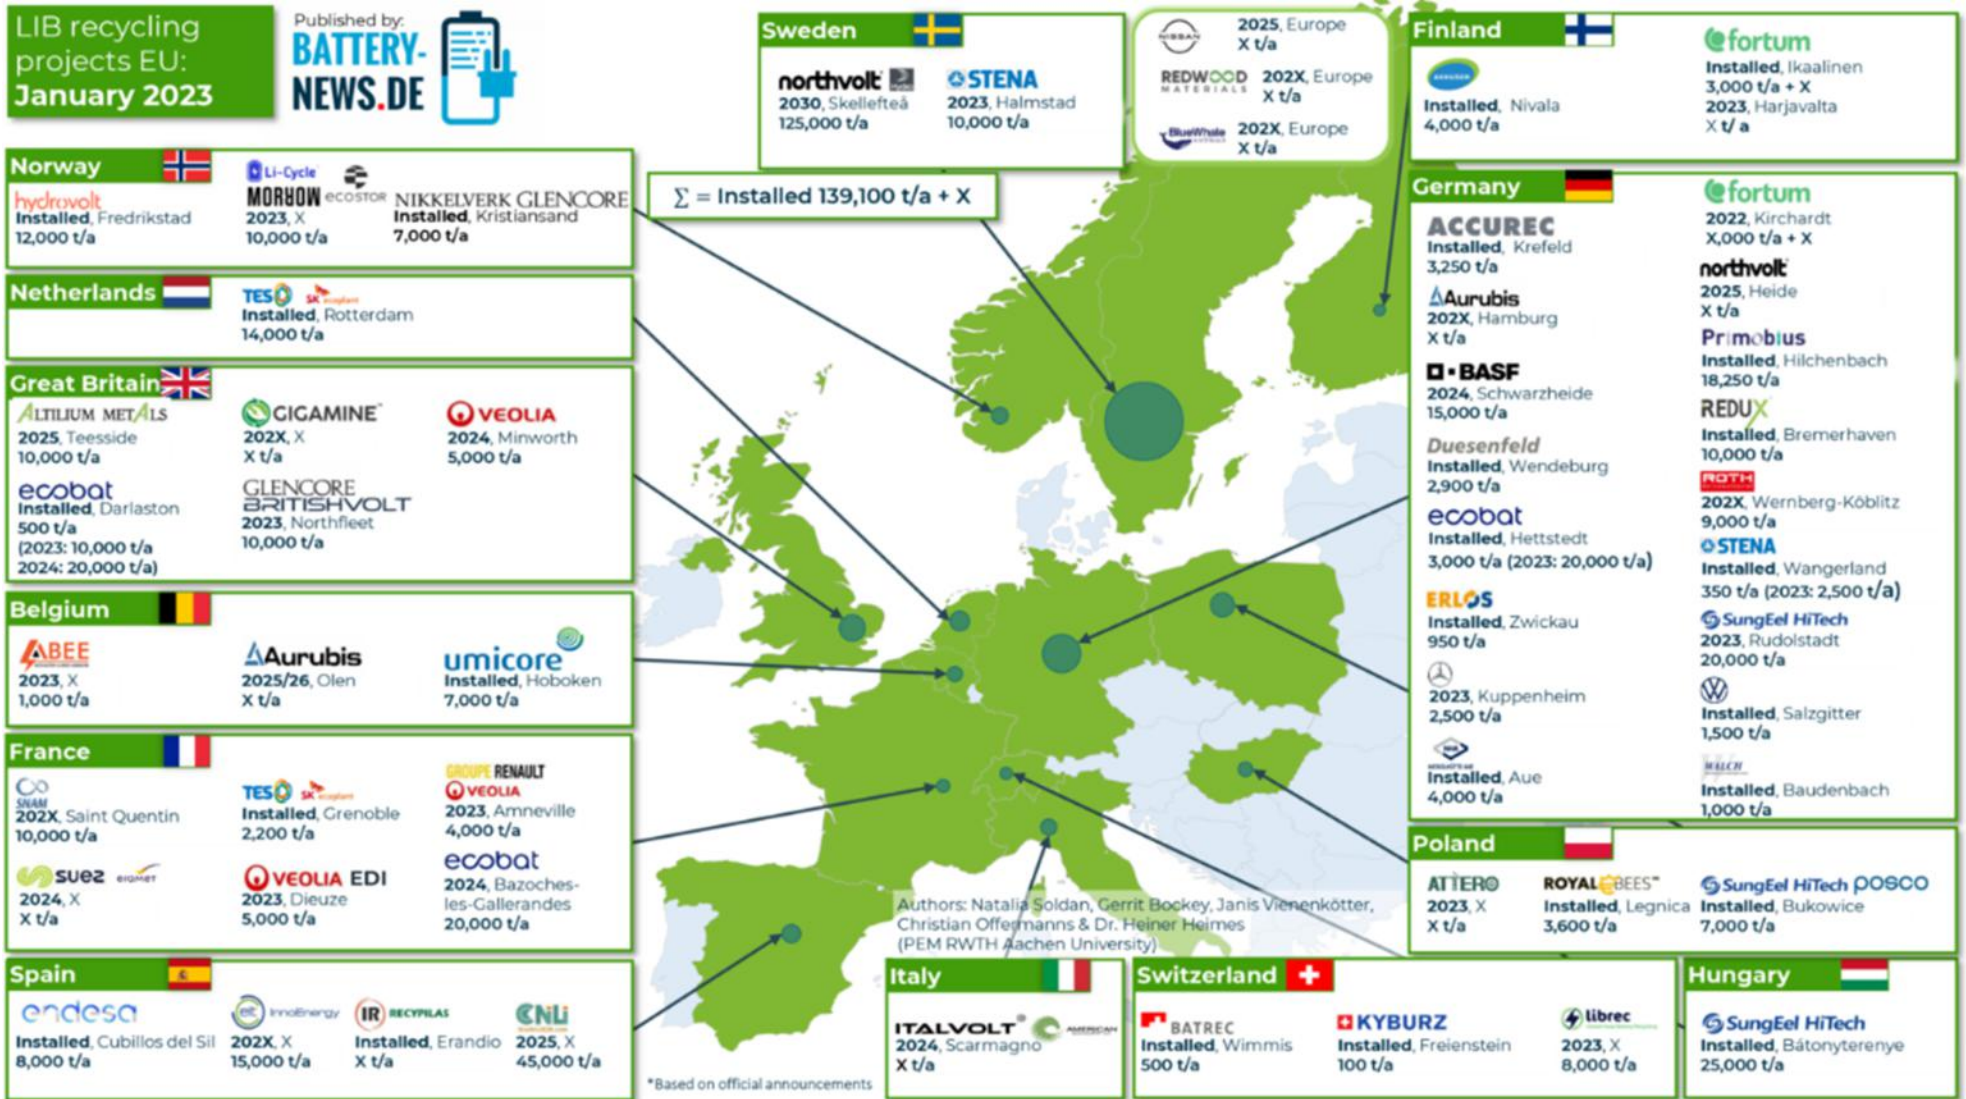 LIB recycling
projects EU:
January 2023
Published by:
BATTERY-
NEWS.DE
Sweden
northvolt
2030, Skellefteå
125,000 t/a
STENA
2023, Halmstad
10,000 t/a
NISSAN
2025, Europe
X t/a
REDWOOD
MATERIALS
202X, Europe
X t/a
BlueWhale
202X, Europe
X t/a
Finland
AKKUSER
Installed, Nivala
4,000 t/a
fortum
Installed, Ikaalinen
3,000 t/a + X
2023, Harjavalta
X t/ a
Norway
hydrovolt
Installed, Fredrikstad
12,000 t/a
Li-Cycle
MORROW ECOSTOR
2023, X
10,000 t/a
NIKKELVERK GLENCORE
Installed, Kristiansand
7,000 t/a
∑ = Installed 139,100 t/a + X
Netherlands
TES SK ecoplant
Installed, Rotterdam
14,000 t/a
Great Britain
ALTILIUM METALS
2025, Teesside
10,000 t/a
GIGAMINE
202X, X
X t/a
VEOLIA
2024, Minworth
5,000 t/a
ecobat
Installed, Darlaston
500 t/a
(2023: 10,000 t/a
2024: 20,000 t/a)
GLENCORE
BRITISHVOLT
2023, Northfleet
10,000 t/a
Belgium
ABEE
2023, X
1,000 t/a
Aurubis
2025/26, Olen
X t/a
umicore
Installed, Hoboken
7,000 t/a
France
SNAM
202X, Saint Quentin
10,000 t/a
TES SK ecoplant
Installed, Grenoble
2,200 t/a
GROUPE RENAULT
VEOLIA
2023, Amneville
4,000 t/a
suez eramet
2024, X
X t/a
VEOLIA EDI
2023, Dieuze
5,000 t/a
ecobat
2024, Bazoches-
les-Gallerandes
20,000 t/a
Spain
endesa
Installed, Cubillos del Sil
8,000 t/a
eit InnoEnergy
202X, X
15,000 t/a
IR RECYPILAS
Installed, Erandio
X t/a
CNLi
2025, X
45,000 t/a
Germany
ACCUREC
Installed, Krefeld
3,250 t/a
Aurubis
202X, Hamburg
X t/a
BASF
2024, Schwarzheide
15,000 t/a
Duesenfeld
Installed, Wendeburg
2,900 t/a
ecobat
Installed, Hettstedt
3,000 t/a (2023: 20,000 t/a)
ERLOS
Installed, Zwickau
950 t/a
2023, Kuppenheim
2,500 t/a
Installed, Aue
4,000 t/a
fortum
2022, Kirchardt
X,000 t/a + X
northvolt
2025, Heide
X t/a
Primobius
Installed, Hilchenbach
18,250 t/a
REDUX
Installed, Bremerhaven
10,000 t/a
ROTH
202X, Wernberg-Köblitz
9,000 t/a
STENA
Installed, Wangerland
350 t/a (2023: 2,500 t/a)
SungEel HiTech
2023, Rudolstadt
20,000 t/a
Installed, Salzgitter
1,500 t/a
WALCH
Installed, Baudenbach
1,000 t/a
Poland
ATTERO
2023, X
X t/a
ROYAL BEES
Installed, Legnica
3,600 t/a
SungEel HiTech posco
Installed, Bukowice
7,000 t/a
Authors: Natalia Soldan, Gerrit Bockey, Janis Vienenkötter,
Christian Offermanns & Dr. Heiner Heimes
(PEM RWTH Aachen University)
Italy
ITALVOLT AMERICAN
2024, Scarmagno
X t/a
Switzerland
BATREC
Installed, Wimmis
500 t/a
KYBURZ
Installed, Freienstein
100 t/a
librec
2023, X
8,000 t/a
Hungary
SungEel HiTech
Installed, Bátonyterenye
25,000 t/a
*Based on official announcements